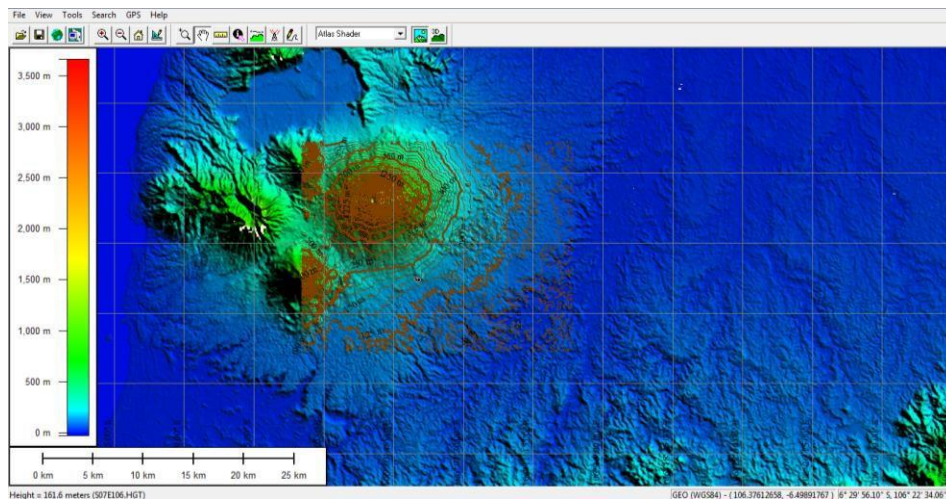 File View Tools Search GPS Help
Atlas Shader
3D
3,500 m
3,000 m
2,500 m
2,000 m
1,500 m
1,000 m
500 m
0 m
0 km 5 km 10 km 15 km 20 km 25 km
Height = 161.6 meters (S07E106.HGT)
GEO (WGS84) - ( 106.37612658, -6.49891767 ) 6° 29' 56.10" S, 106° 22' 34.06"